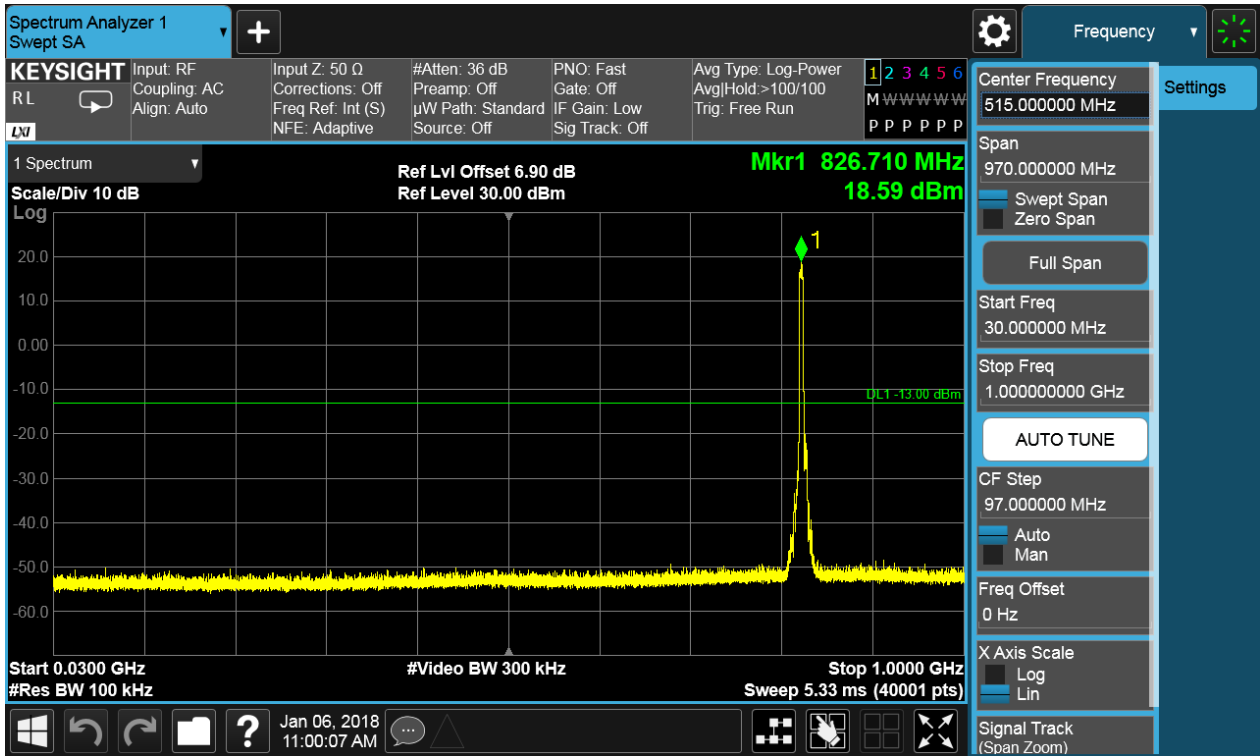 Spectrum Analyzer 1
Swept SA
+
Frequency
KEYSIGHT
RL
LXI
Input: RF
Coupling: AC
Align: Auto
Input Z: 50 Ω
Corrections: Off
Freq Ref: Int (S)
NFE: Adaptive
#Atten: 36 dB
Preamp: Off
µW Path: Standard
Source: Off
PNO: Fast
Gate: Off
IF Gain: Low
Sig Track: Off
Avg Type: Log-Power
Avg|Hold:>100/100
Trig: Free Run
1 2 3 4 5 6
M W W W W W
P P P P P P
1 Spectrum
Scale/Div 10 dB
Log
Ref Lvl Offset 6.90 dB
Ref Level 30.00 dBm
Mkr1 826.710 MHz
18.59 dBm
1
20.0
10.0
0.00
-10.0
DL1 -13.00 dBm
-20.0
-30.0
-40.0
-50.0
-60.0
Start 0.0300 GHz
#Video BW 300 kHz
Stop 1.0000 GHz
#Res BW 100 kHz
Sweep 5.33 ms (40001 pts)
Center Frequency
515.000000 MHz
Span
970.000000 MHz
Swept Span
Zero Span
Full Span
Start Freq
30.000000 MHz
Stop Freq
1.000000000 GHz
AUTO TUNE
CF Step
97.000000 MHz
Auto
Man
Freq Offset
0 Hz
X Axis Scale
Log
Lin
Signal Track
(Span Zoom)
Settings
?
Jan 06, 2018
11:00:07 AM